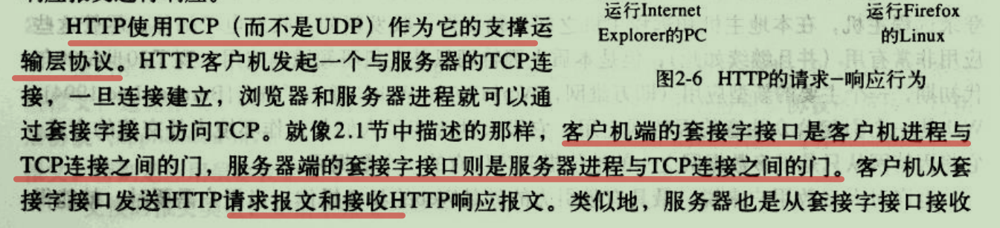 HTTP使用TCP（而不是UDP）作为它的支撑运
输层协议。HTTP客户机发起一个与服务器的TCP连
接，一旦连接建立，浏览器和服务器进程就可以通
过套接字接口访问TCP。就像2.1节中描述的那样，客户机端的套接字接口是客户机进程与
TCP连接之间的门，服务器端的套接字接口则是服务器进程与TCP连接之间的门。客户机从套
接字接口发送HTTP请求报文和接收HTTP响应报文。类似地，服务器也是从套接字接口接收
运行Internet
Explorer的PC
运行Firefox
的Linux
图2-6 HTTP的请求-响应行为